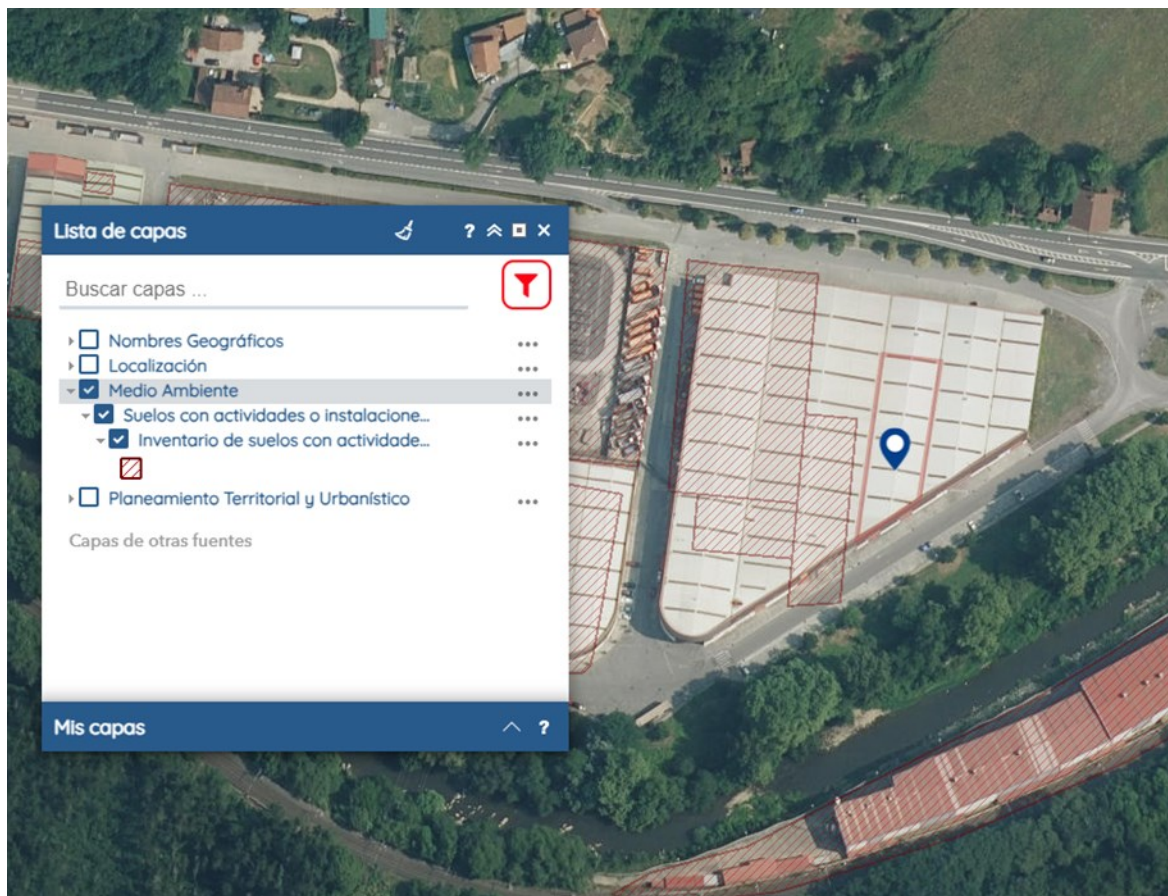 Lista de capas
?
Buscar capas ...
Nombres Geográficos
Localización
Medio Ambiente
Suelos con actividades o instalacione...
Inventario de suelos con actividade...
Planeamiento Territorial y Urbanístico
Capas de otras fuentes
Mis capas
?